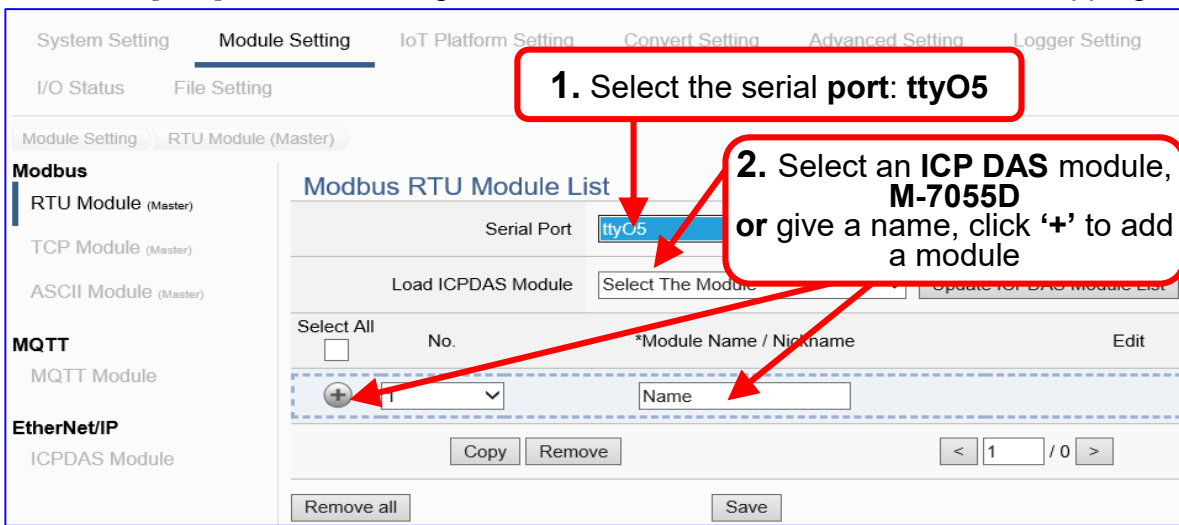 System Setting Module Setting IoT Platform Setting Convert Setting Advanced Setting Logger Setting
I/O Status File Setting
1. Select the serial port: ttyO5
Module Setting RTU Module (Master)
2. Select an ICP DAS module,
M-7055D
or give a name, click ‘+’ to add
a module
Modbus
RTU Module (Master)
TCP Module (Master)
ASCII Module (Master)
MQTT
MQTT Module
EtherNet/IP
ICPDAS Module
Modbus RTU Module List
Serial Port ttyO5
Load ICPDAS Module Select The Module Update ICPDAS Module List
Select All No. *Module Name / Nickname Edit
+ 1 Name
Copy Remove < 1 / 0 >
Remove all Save